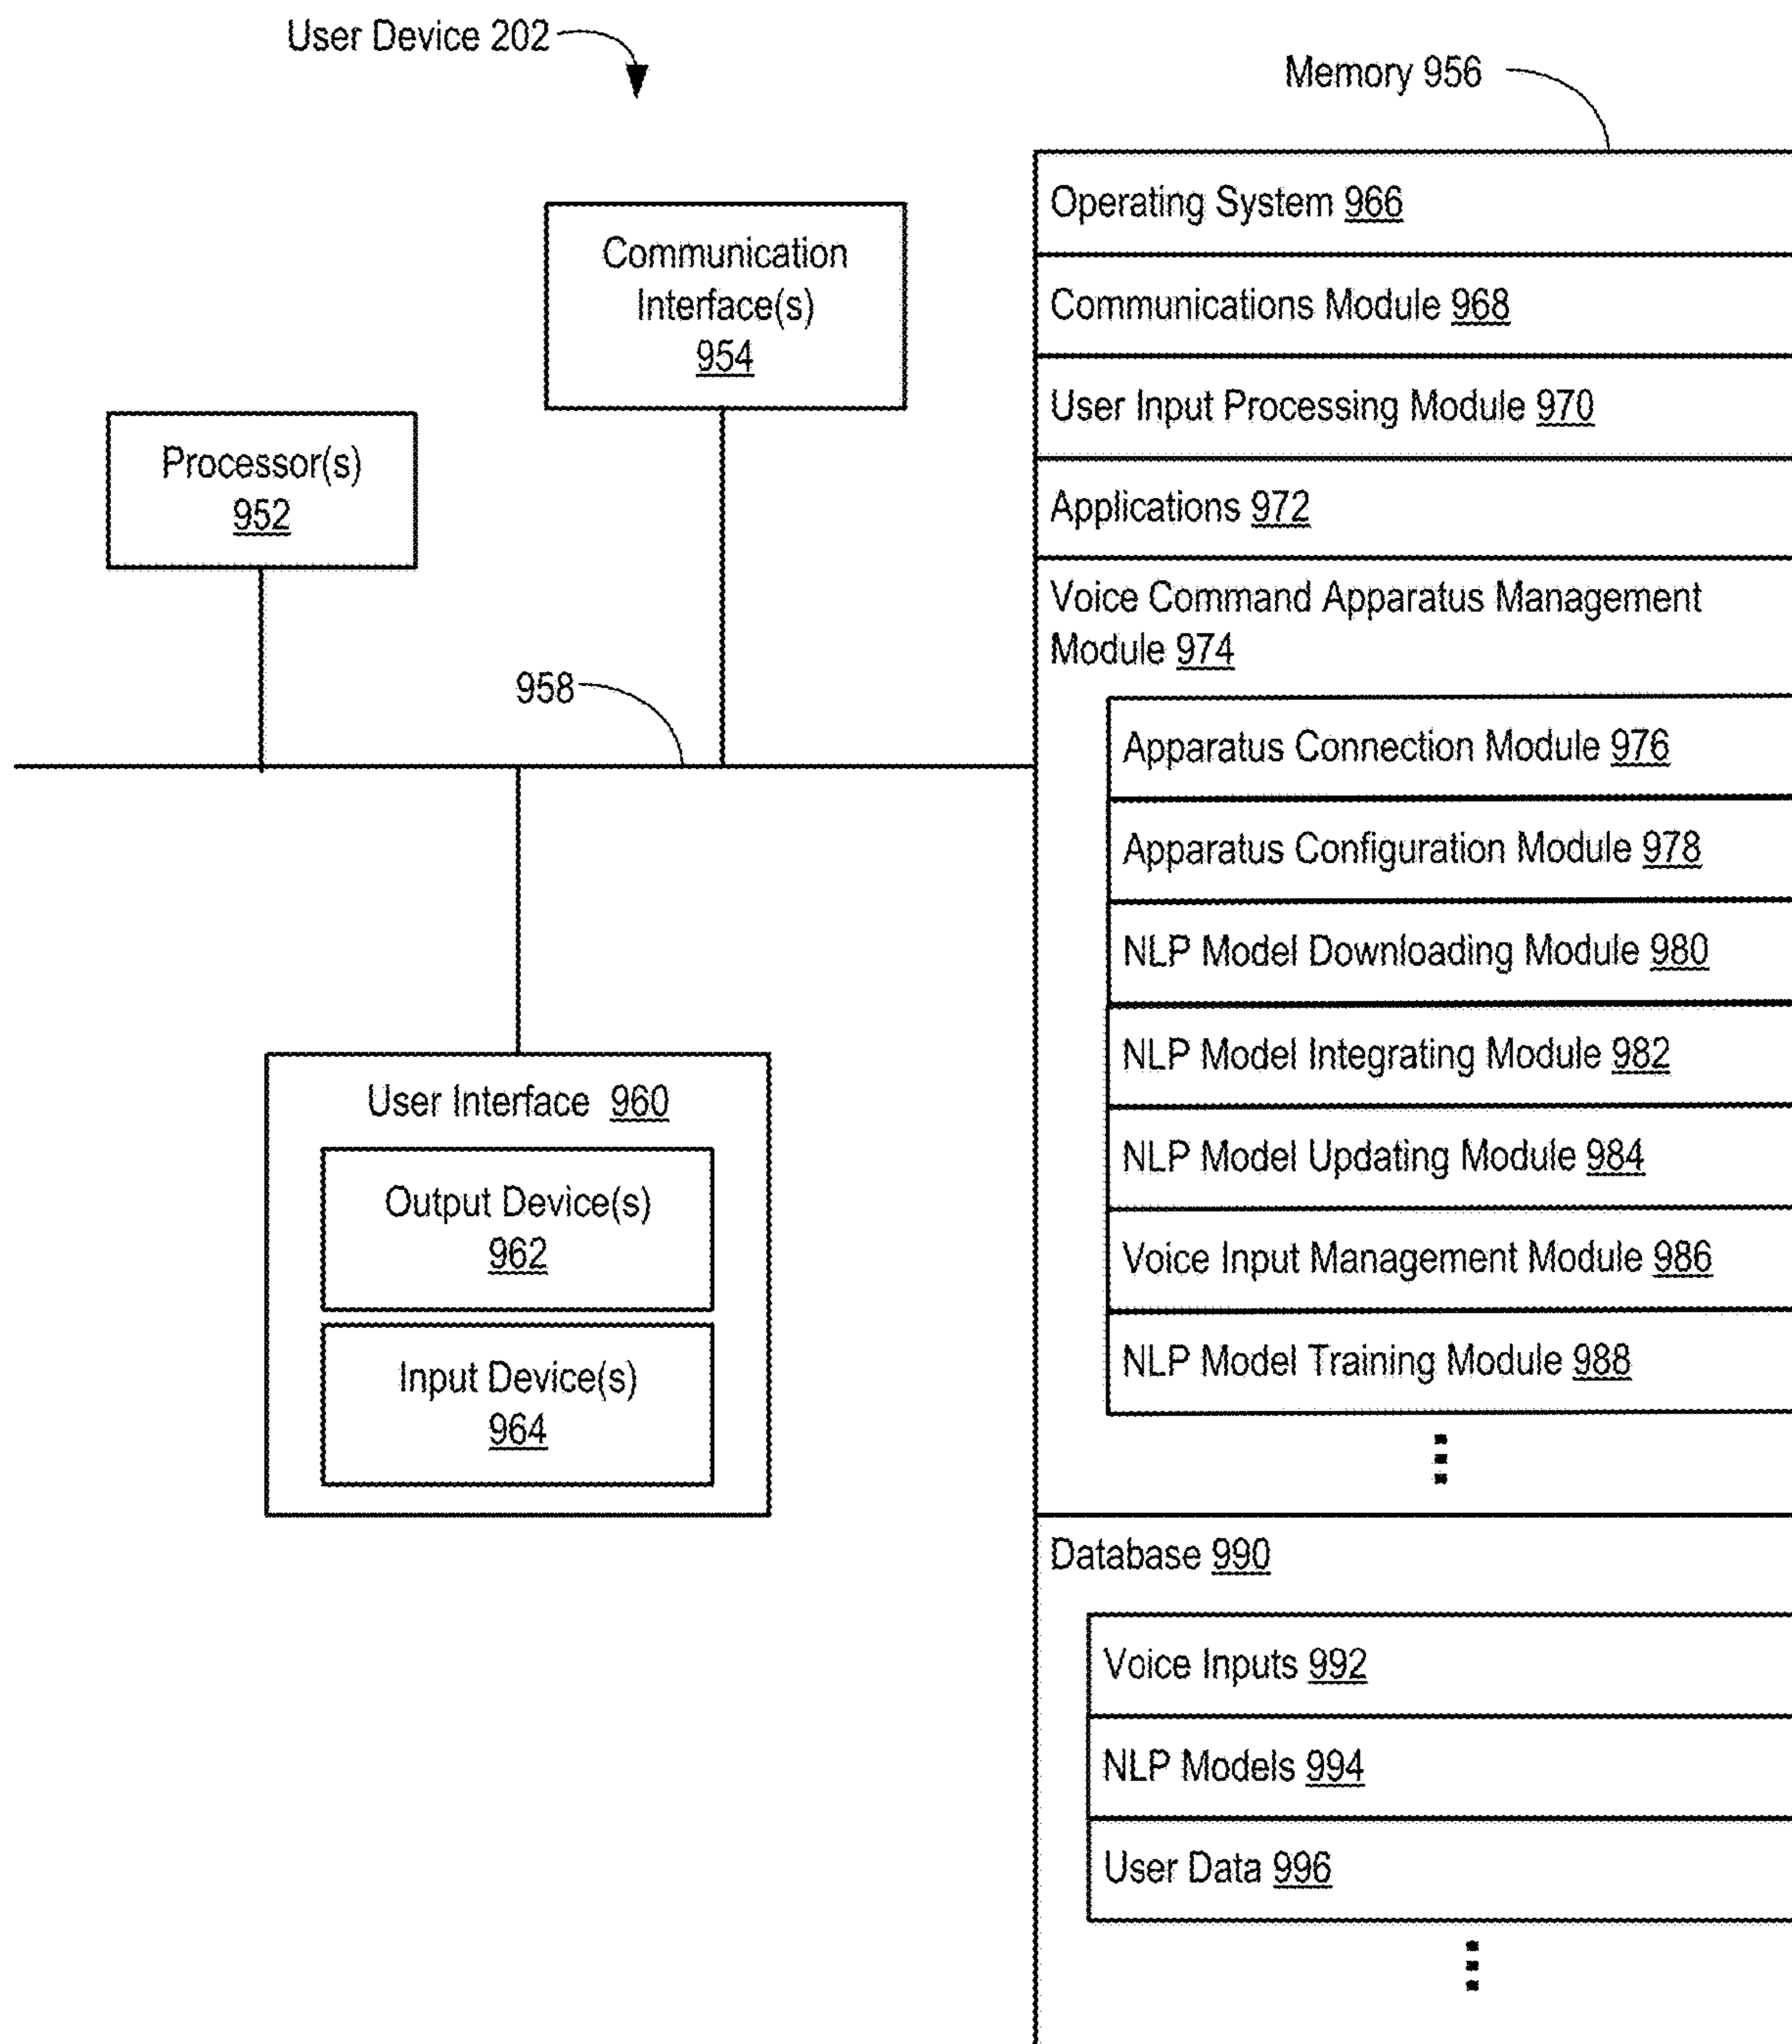 User Device 202
Memory 956
Communication
Interface(s)
954
Processor(s)
952
958
User Interface 960
Output Device(s)
962
Input Device(s)
964
Operating System 966
Communications Module 968
User Input Processing Module 970
Applications 972
Voice Command Apparatus Management
Module 974
Apparatus Connection Module 976
Apparatus Configuration Module 978
NLP Model Downloading Module 980
NLP Model Integrating Module 982
NLP Model Updating Module 984
Voice Input Management Module 986
NLP Model Training Module 988
Database 990
Voice Inputs 992
NLP Models 994
User Data 996